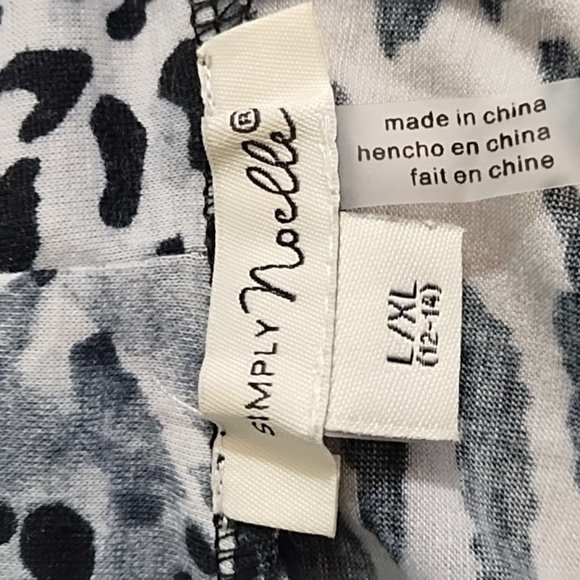 SIMPLY Noelle®
L/XL
(12-14)
made in china
hencho en china
fait en chine